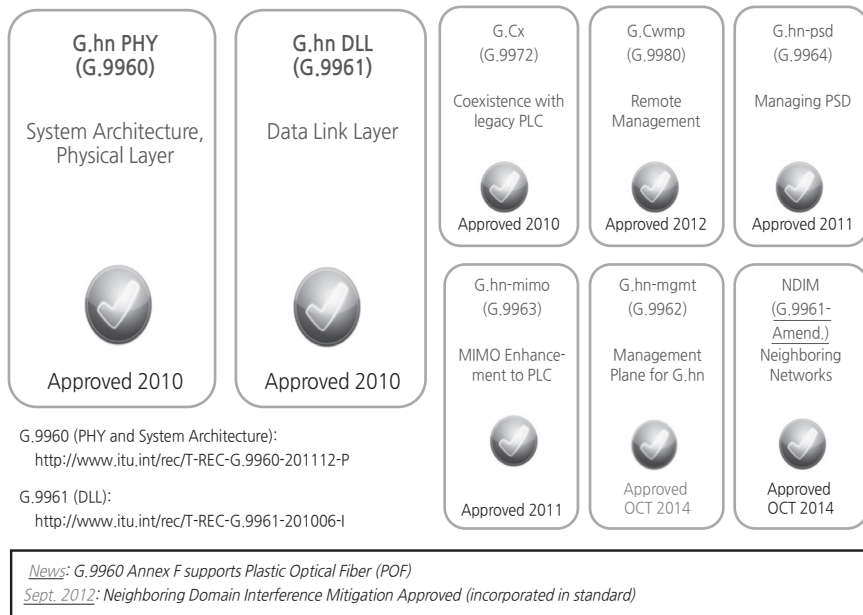 G.hn PHY
(G.9960)
System Architecture,
Physical Layer
Approved 2010
G.hn DLL
(G.9961)
Data Link Layer
Approved 2010
G.Cx
(G.9972)
Coexistence with
legacy PLC
Approved 2010
G.Cwmp
(G.9980)
Remote
Management
Approved 2012
G.hn-psd
(G.9964)
Managing PSD
Approved 2011
G.hn-mimo
(G.9963)
MIMO Enhance-
ment to PLC
Approved 2011
G.hn-mgmt
(G.9962)
Management
Plane for G.hn
Approved
OCT 2014
NDIM
(G.9961-
Amend.)
Neighboring
Networks
Approved
OCT 2014
G.9960 (PHY and System Architecture):
http://www.itu.int/rec/T-REC-G.9960-201112-P
G.9961 (DLL):
http://www.itu.int/rec/T-REC-G.9961-201006-I
News: G.9960 Annex F supports Plastic Optical Fiber (POF)
Sept. 2012: Neighboring Domain Interference Mitigation Approved (incorporated in standard)